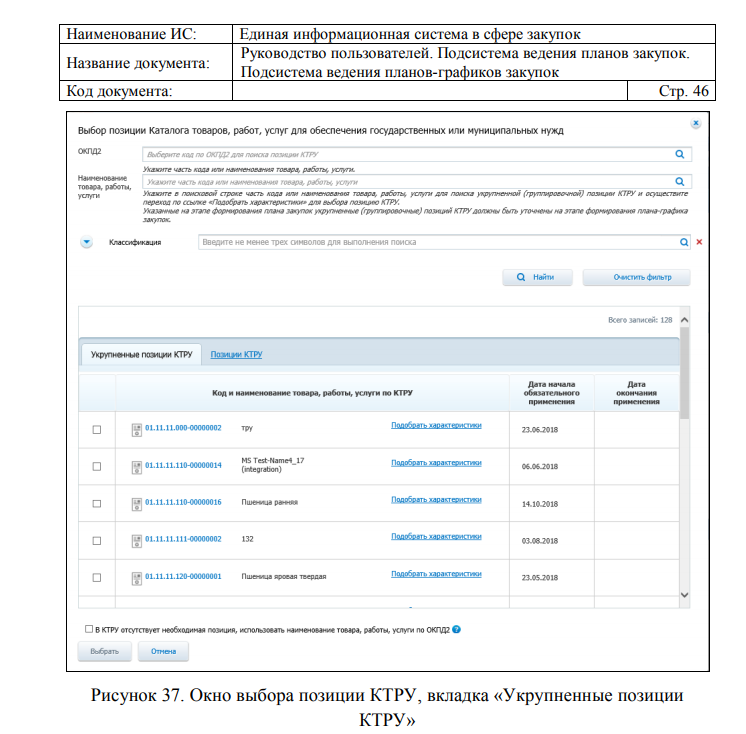 Наименование ИС: Единая информационная система в сфере закупок
Название документа: Руководство пользователей. Подсистема ведения планов закупок.
Подсистема ведения планов-графиков закупок
Код документа: Стр. 46
Выбор позиции Каталога товаров, работ, услуг для обеспечения государственных или муниципальных нужд
ОКПД2
Выберите код по ОКПД2 для поиска позиции КТРУ
Укажите часть кода или наименования товара, работы, услуги.
Наименование
товара, работы,
услуги
Укажите часть кода или наименования товара, работы, услуги
Укажите в поисковой строке часть кода или наименования товара, работы, услуги для поиска укрупненной (группировочной) позиции КТРУ и осуществите
переход по ссылке «Подобрать характеристики» для выбора позицию КТРУ.
Указанные на этапе формирования плана закупок укрупненные (группировочные) позиций КТРУ должны быть уточнены на этапе формирования плана-графика
закупок.
Классификация
Введите не менее трех символов для выполнения поиска
Найти
Очистить фильтр
Всего записей: 128
Укрупненные позиции КТРУ
Позиции КТРУ
Код и наименование товара, работы, услуги по КТРУ
Дата начала
обязательного
применения
Дата
окончания
применения
01.11.11.000-00000002 тру Подобрать характеристики 23.06.2018
01.11.11.110-00000014 MS Test-Name4_17
(integration) Подобрать характеристики 06.06.2018
01.11.11.110-00000016 Пшеница ранняя Подобрать характеристики 14.10.2018
01.11.11.111-00000002 132 Подобрать характеристики 03.08.2018
01.11.11.120-00000001 Пшеница яровая твердая Подобрать характеристики 23.05.2018
В КТРУ отсутствует необходимая позиция, использовать наименование товара, работы, услуги по ОКПД2 ?
Выбрать
Отмена
Рисунок 37. Окно выбора позиции КТРУ, вкладка «Укрупненные позиции
КТРУ»